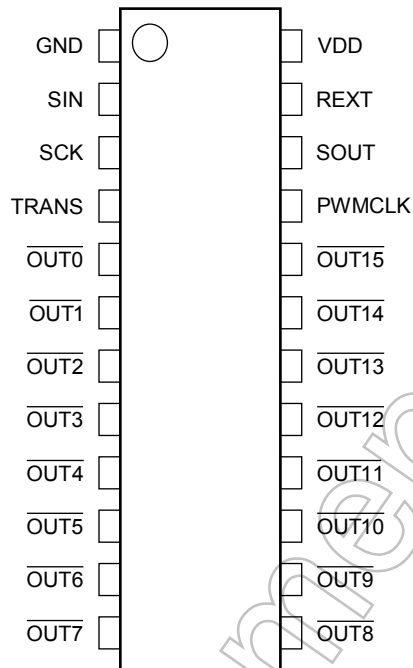 GND VDD
SIN REXT
SCK SOUT
TRANS PWMCLK
OUT0 OUT15
OUT1 OUT14
OUT2 OUT13
OUT3 OUT12
OUT4 OUT11
OUT5 OUT10
OUT6 OUT9
OUT7 OUT8